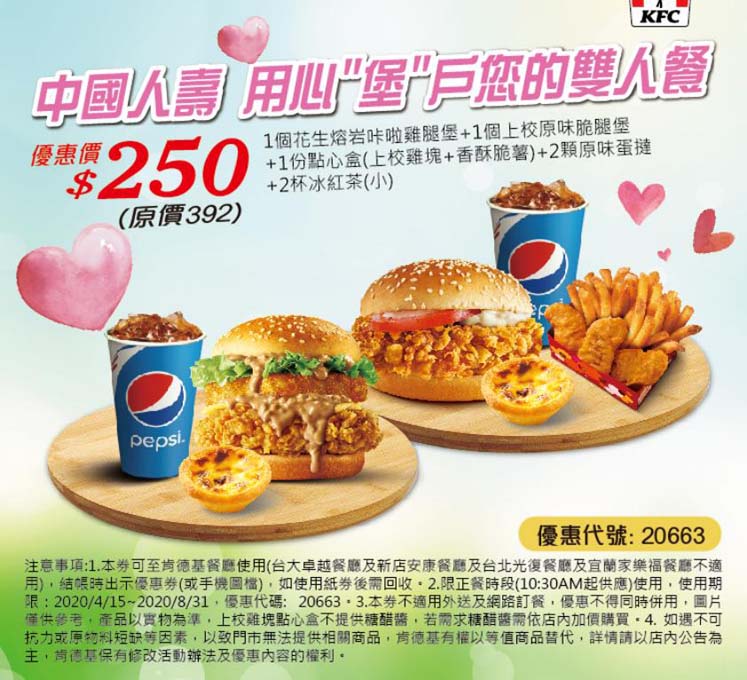 KFC
中國人壽 用心"堡"戶您的雙人餐
優惠價
$250
(原價392)
1個花生熔岩咔啦雞腿堡+1個上校原味脆腿堡
+1份點心盒(上校雞塊+香酥脆薯)+2顆原味蛋撻
+2杯冰紅茶(小)
pepsi
pepsi
優惠代號: 20663
注意事項:1.本券可至肯德基餐廳使用(台大卓越餐廳及新店安康餐廳及台北光復餐廳及宜蘭家樂福餐廳不適
用)，結帳時出示優惠券(或手機圖檔)，如使用紙券後需回收。2.限正餐時段(10:30AM起供應)使用，使用期
限：2020/4/15~2020/8/31，優惠代碼: 20663。3.本券不適用外送及網路訂餐，優惠不得同時併用，圖片
僅供參考，產品以實物為準，上校雞塊點心盒不提供糖醋醬，若需求糖醋醬需依店內加價購買。4. 如遇不可
抗力或原物料短缺等因素，以致門市無法提供相關商品，肯德基有權以等值商品替代，詳情請以店內公告為
主，肯德基保有修改活動辦法及優惠內容的權利。